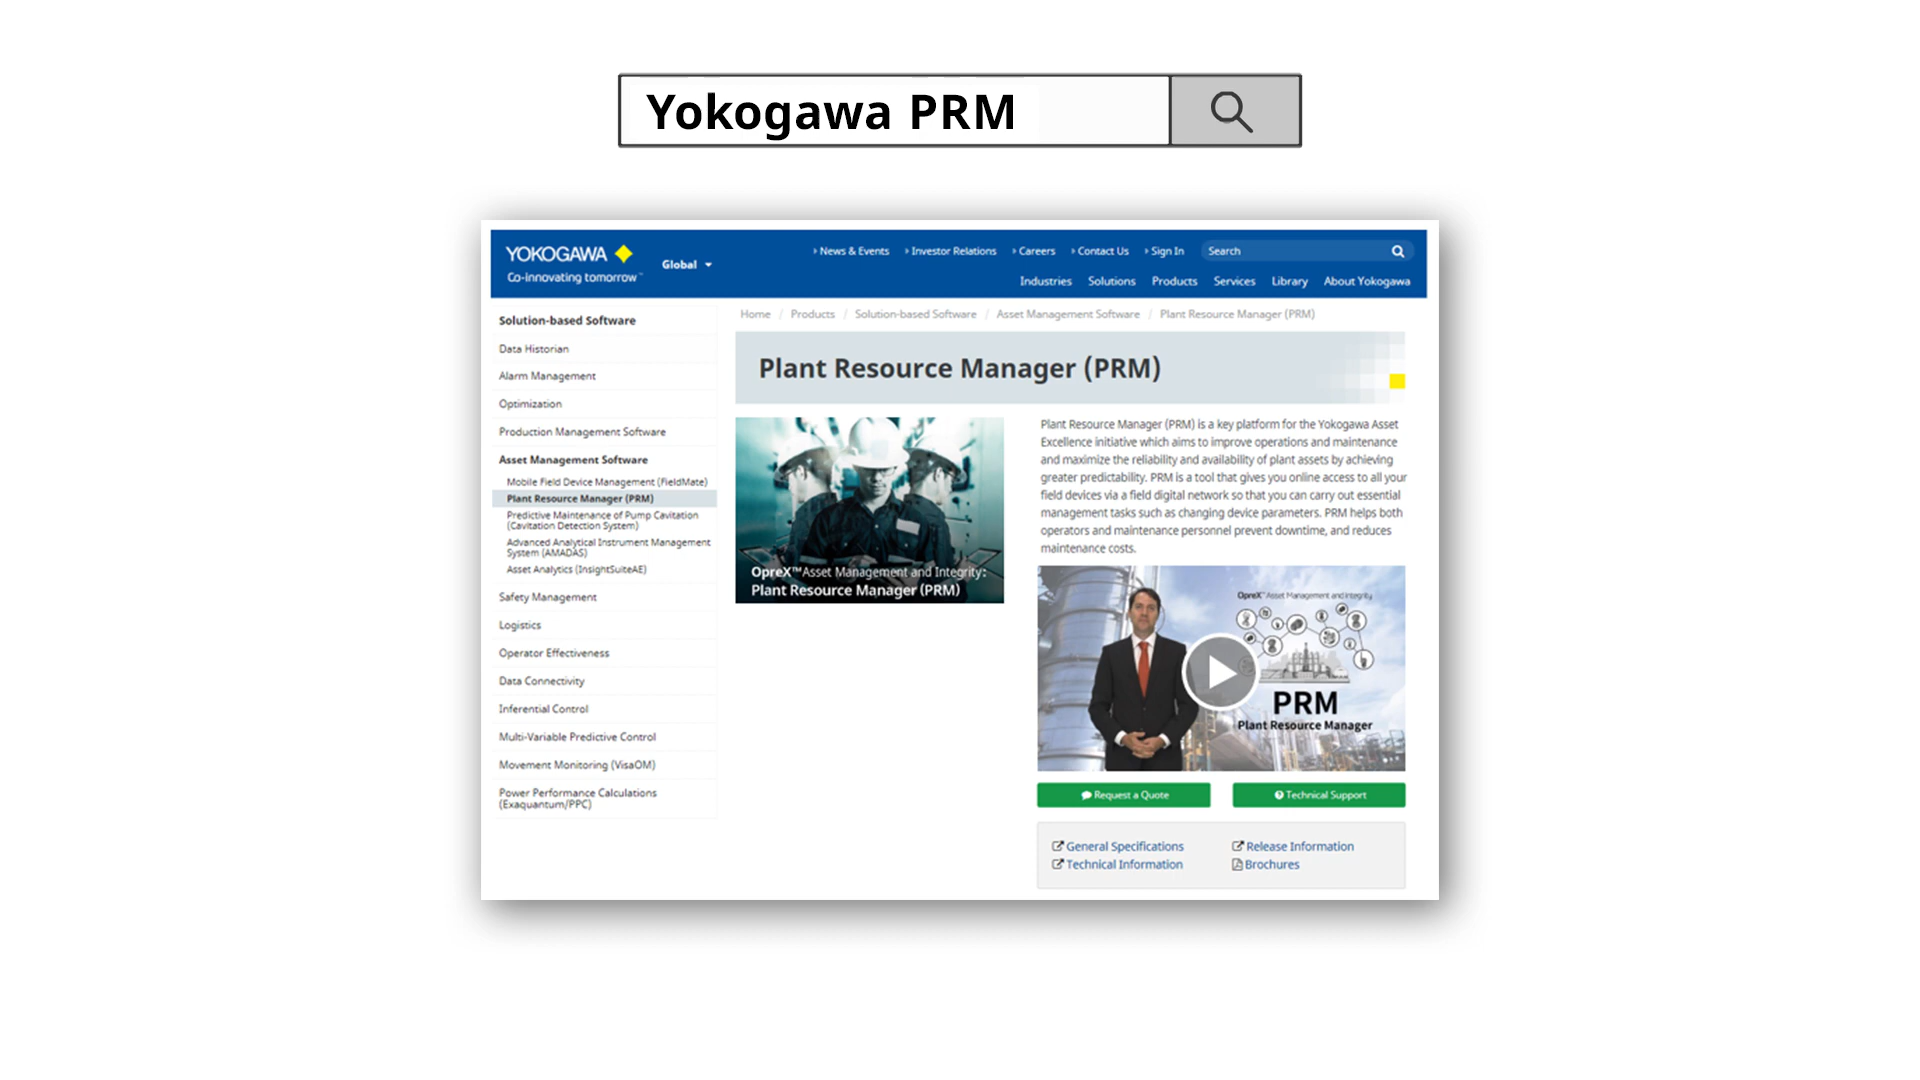 Yokogawa PRM
YOKOGAWA
Co-innovating tomorrow™
Global
News & Events
Investor Relations
Careers
Contact Us
Sign In
Search
Industries
Solutions
Products
Services
Library
About Yokogawa
Solution-based Software
Data Historian
Alarm Management
Optimization
Production Management Software
Asset Management Software
Mobile Field Device Management (FieldMate)
Plant Resource Manager (PRM)
Predictive Maintenance of Pump Cavitation
(Cavitation Detection System)
Advanced Analytical Instrument Management
System (AMADAS)
Asset Analytics (InsightSuiteAE)
Safety Management
Logistics
Operator Effectiveness
Data Connectivity
Inferential Control
Multi-Variable Predictive Control
Movement Monitoring (VisaOM)
Power Performance Calculations
(Exaquantum/PPC)
Home / Products / Solution-based Software / Asset Management Software / Plant Resource Manager (PRM)
Plant Resource Manager (PRM)
OpreX™ Asset Management and Integrity:
Plant Resource Manager (PRM)
Plant Resource Manager (PRM) is a key platform for the Yokogawa Asset
Excellence initiative which aims to improve operations and maintenance
and maximize the reliability and availability of plant assets by achieving
greater predictability. PRM is a tool that gives you online access to all your
field devices via a field digital network so that you can carry out essential
management tasks such as changing device parameters. PRM helps both
operators and maintenance personnel prevent downtime, and reduces
maintenance costs.
OpreX™ Asset Management and Integrity
PRM
Plant Resource Manager
Request a Quote
Technical Support
General Specifications
Release Information
Technical Information
Brochures